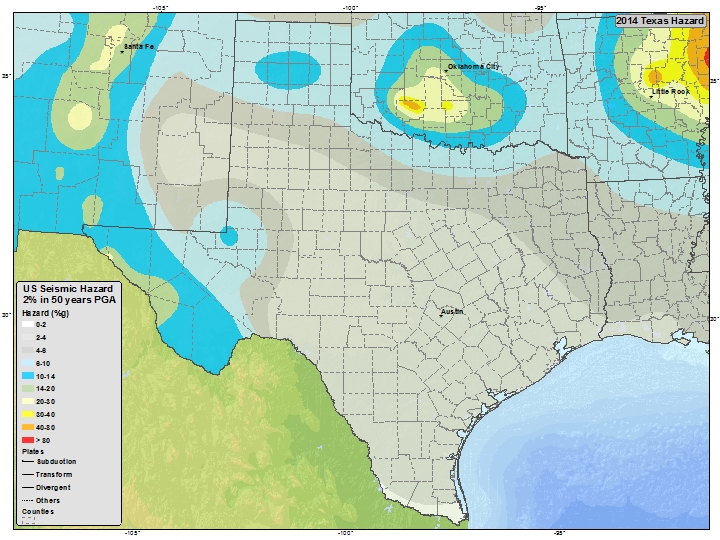 -105°
-100°
-95°
2014 Texas Hazard
Santa Fe
Oklahoma City
35°
35°
Little Rock
US Seismic Hazard
2% in 50 years PGA
Hazard (%g)
0-2
2-4
4-6
6-10
10-14
14-20
20-30
30-40
40-80
> 80
Plates
Subduction
Transform
Divergent
Others
Counties
30°
Austin
30°
-105°
-100°
-95°